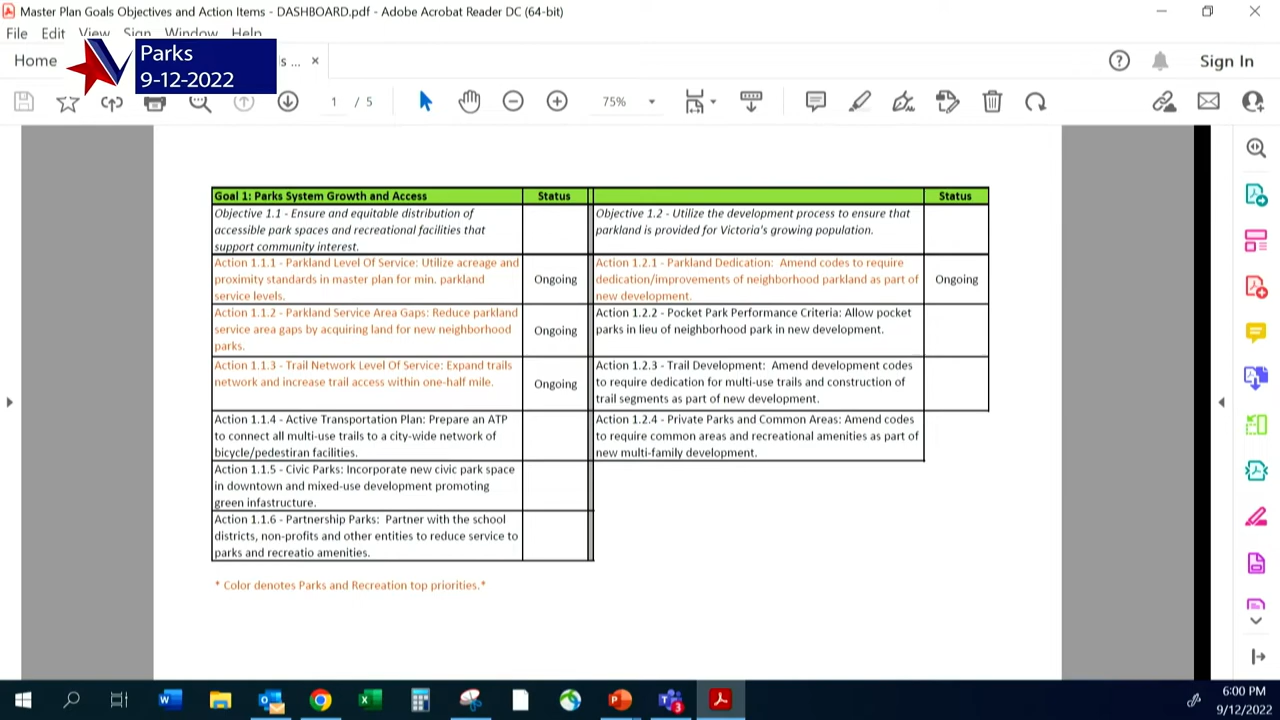 Master Plan Goals Objectives and Action Items - DASHBOARD.pdf - Adobe Acrobat Reader DC (64-bit)
File Edit View Sign Window Help
Home
Parks
9-12-2022
s ...
Sign In
1 / 5
75%
Goal 1: Parks System Growth and Access
Status
Status
Objective 1.1 - Ensure and equitable distribution of
accessible park spaces and recreational facilities that
support community interest.
Objective 1.2 - Utilize the development process to ensure that
parkland is provided for Victoria's growing population.
Action 1.1.1 - Parkland Level Of Service: Utilize acreage and
proximity standards in master plan for min. parkland
service levels.
Ongoing
Action 1.2.1 - Parkland Dedication: Amend codes to require
dedication/improvements of neighborhood parkland as part of
new development.
Ongoing
Action 1.1.2 - Parkland Service Area Gaps: Reduce parkland
service area gaps by acquiring land for new neighborhood
parks.
Ongoing
Action 1.2.2 - Pocket Park Performance Criteria: Allow pocket
parks in lieu of neighborhood park in new development.
Action 1.1.3 - Trail Network Level Of Service: Expand trails
network and increase trail access within one-half mile.
Ongoing
Action 1.2.3 - Trail Development: Amend development codes
to require dedication for multi-use trails and construction of
trail segments as part of new development.
Action 1.1.4 - Active Transportation Plan: Prepare an ATP
to connect all multi-use trails to a city-wide network of
bicycle/pedestiran facilities.
Action 1.2.4 - Private Parks and Common Areas: Amend codes
to require common areas and recreational amenities as part of
new multi-family development.
Action 1.1.5 - Civic Parks: Incorporate new civic park space
in downtown and mixed-use development promoting
green infastructure.
Action 1.1.6 - Partnership Parks: Partner with the school
districts, non-profits and other entities to reduce service to
parks and recreatio amenities.
* Color denotes Parks and Recreation top priorities.*
6:00 PM
9/12/2022